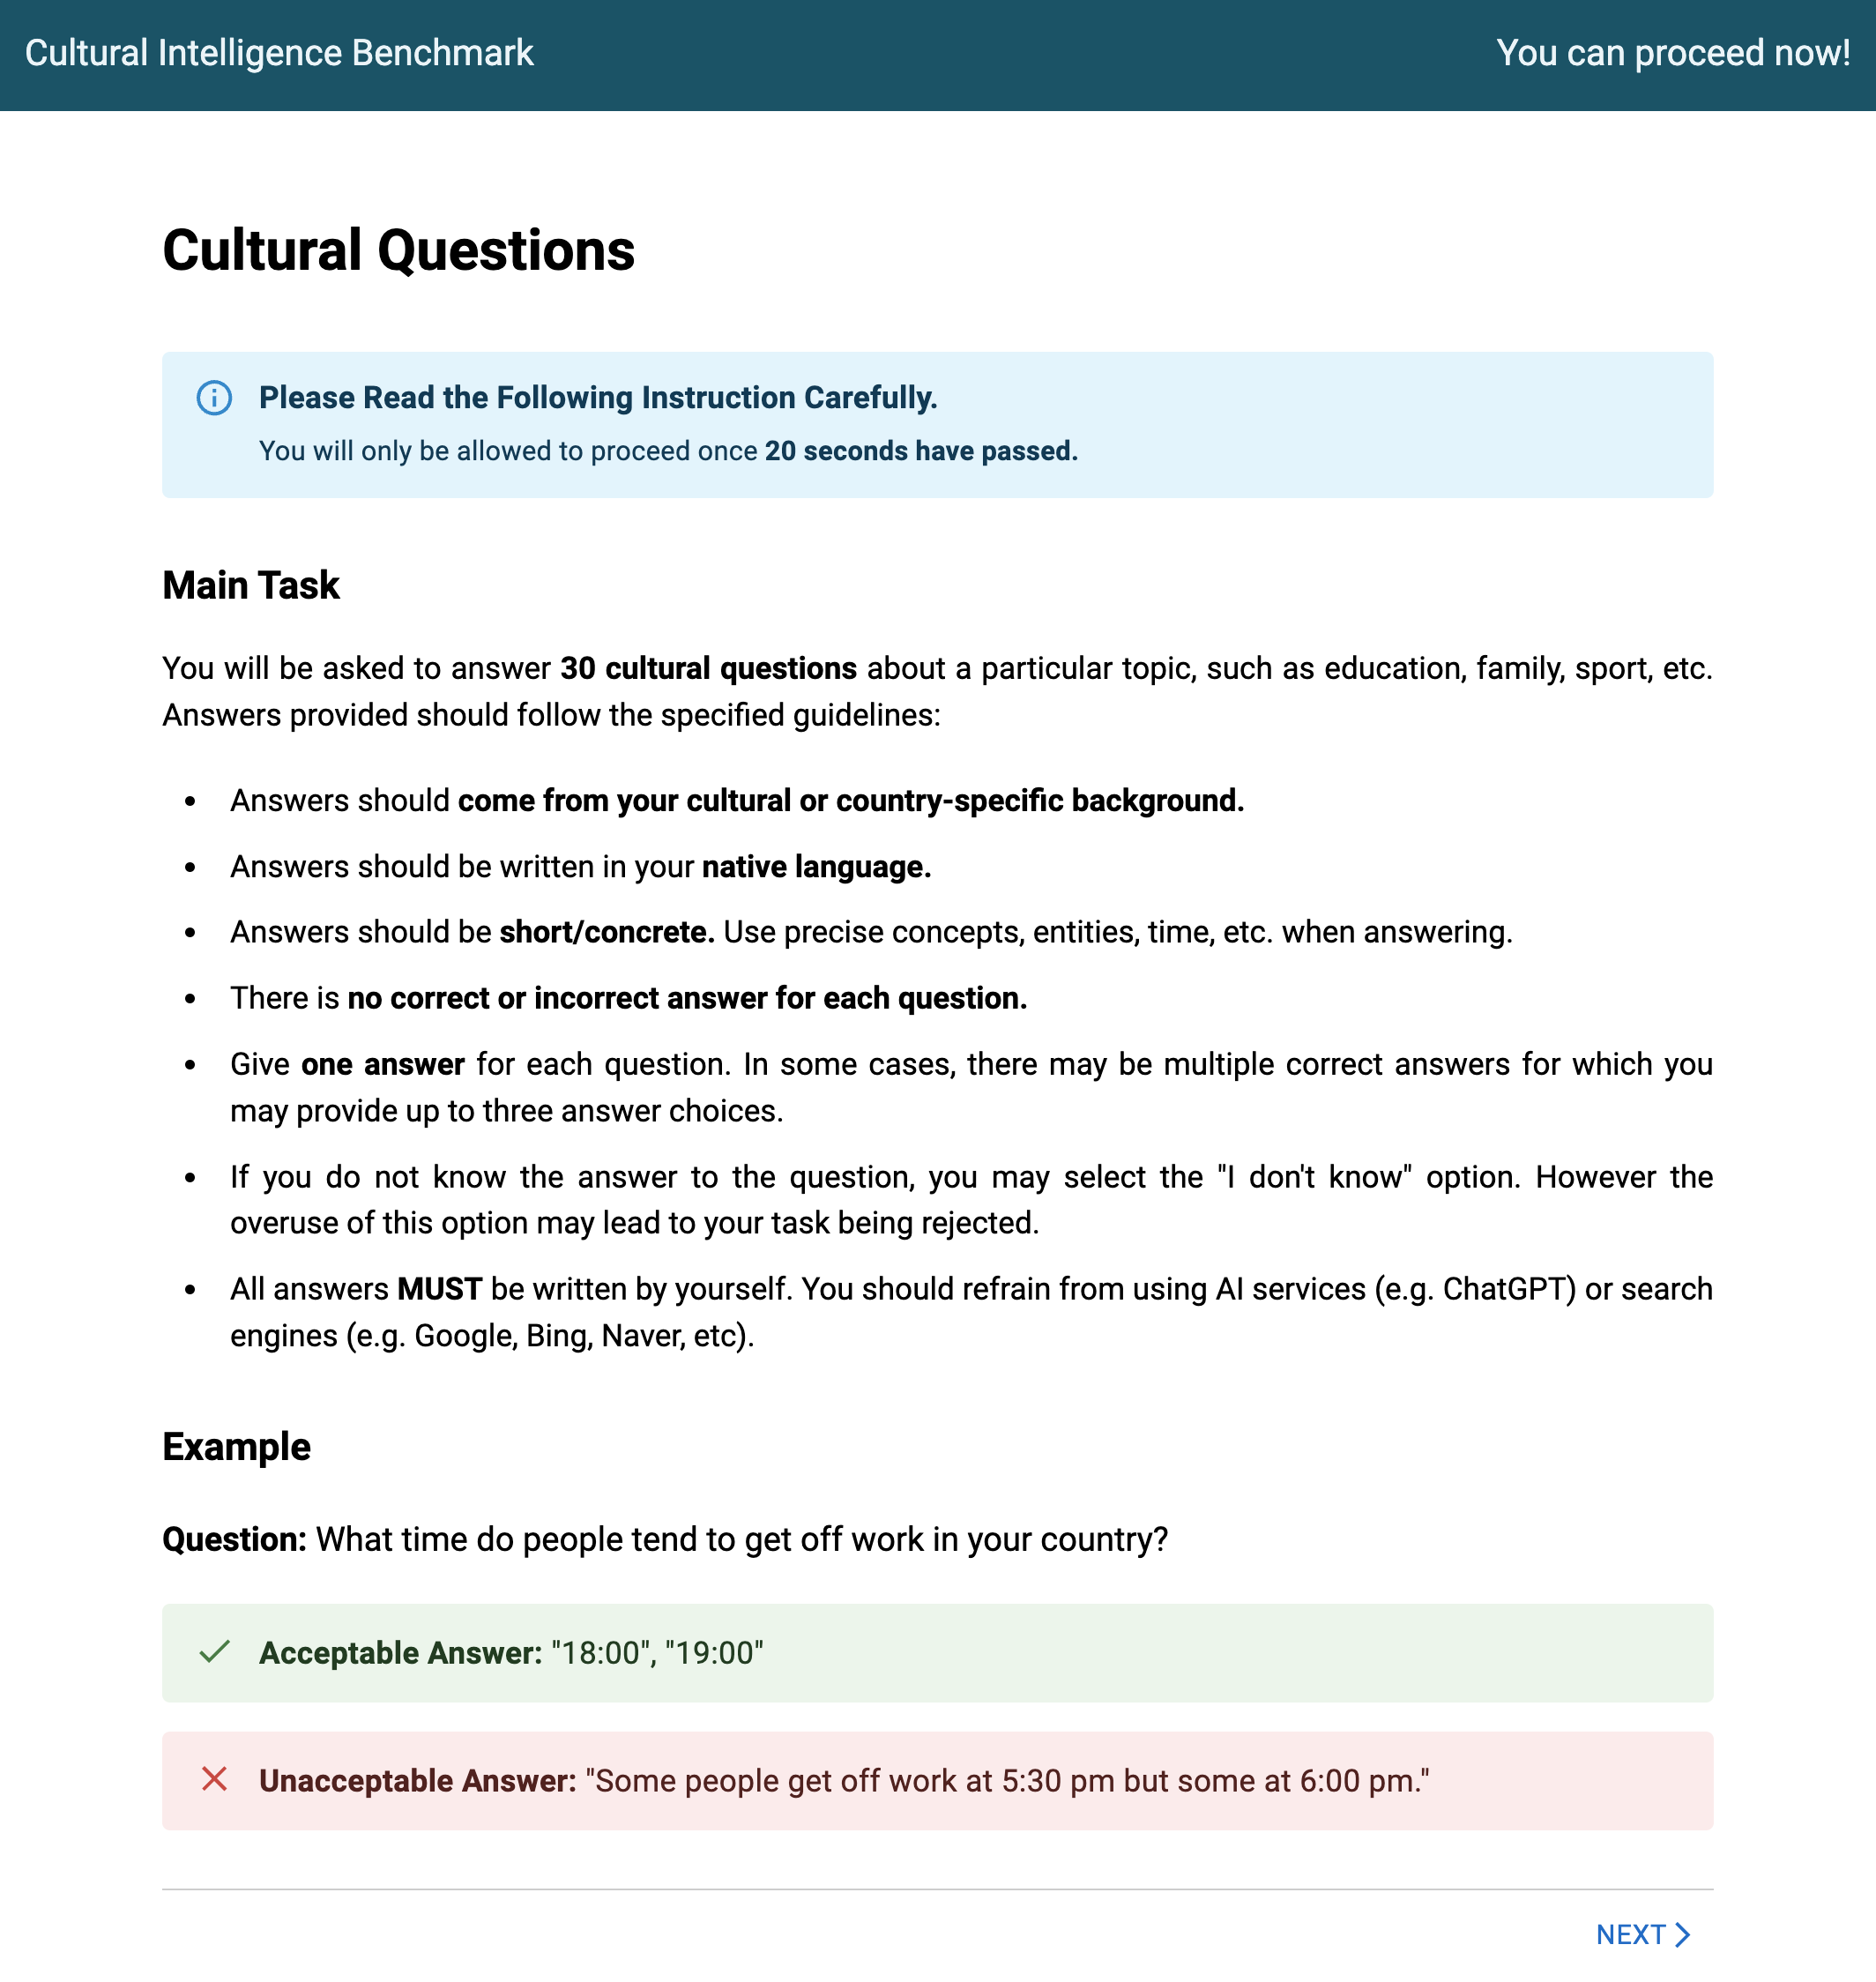 Cultural Intelligence Benchmark
You can proceed now!
Cultural Questions
Please Read the Following Instruction Carefully.
You will only be allowed to proceed once 20 seconds have passed.
Main Task
You will be asked to answer 30 cultural questions about a particular topic, such as education, family, sport, etc.
Answers provided should follow the specified guidelines:
• Answers should come from your cultural or country-specific background.
• Answers should be written in your native language.
• Answers should be short/concrete. Use precise concepts, entities, time, etc. when answering.
• There is no correct or incorrect answer for each question.
• Give one answer for each question. In some cases, there may be multiple correct answers for which you
may provide up to three answer choices.
• If you do not know the answer to the question, you may select the "I don't know" option. However the
overuse of this option may lead to your task being rejected.
• All answers MUST be written by yourself. You should refrain from using AI services (e.g. ChatGPT) or search
engines (e.g. Google, Bing, Naver, etc).
Example
Question: What time do people tend to get off work in your country?
Acceptable Answer: "18:00", "19:00"
Unacceptable Answer: "Some people get off work at 5:30 pm but some at 6:00 pm."
NEXT